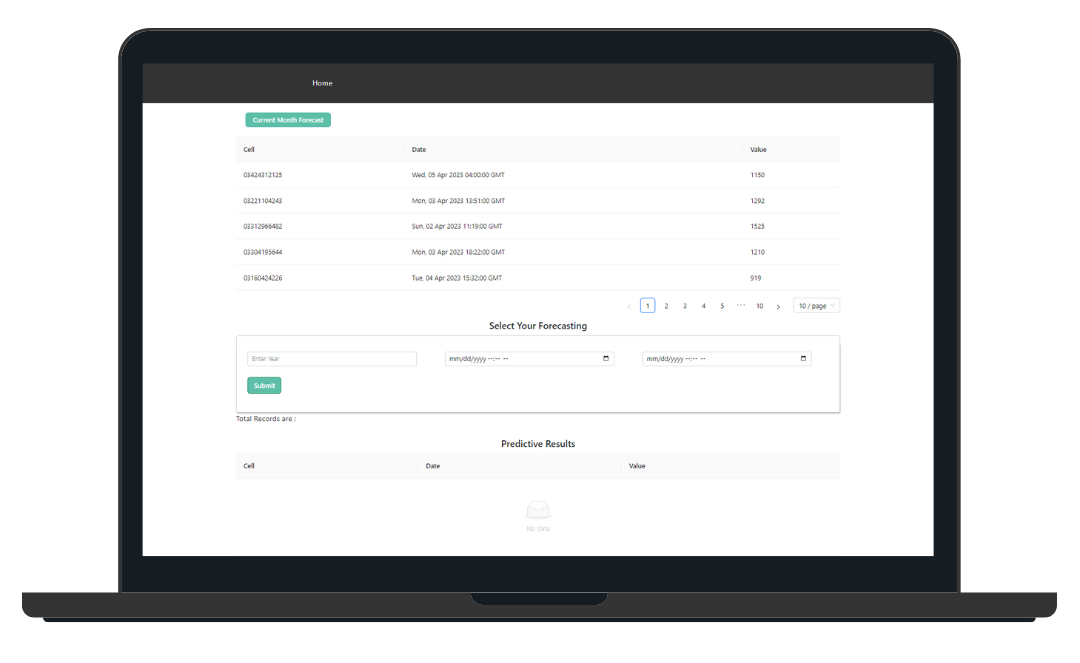 Home
Current Month Forecast
Cell Date Value
03424312125 Wed, 05 Apr 2023 04:00:00 GMT 1150
03221104243 Mon, 03 Apr 2023 13:51:00 GMT 1292
03312966482 Sun, 02 Apr 2023 11:19:00 GMT 1525
03304195644 Mon, 03 Apr 2023 18:22:00 GMT 1210
03160424226 Tue, 04 Apr 2023 15:32:00 GMT 919
< 1 2 3 4 5 ••• 10 > 10 / page
Select Your Forecasting
Enter Year mm/dd/yyyy --:-- -- mm/dd/yyyy --:-- --
Submit
Total Records are :
Predictive Results
Cell Date Value
No data